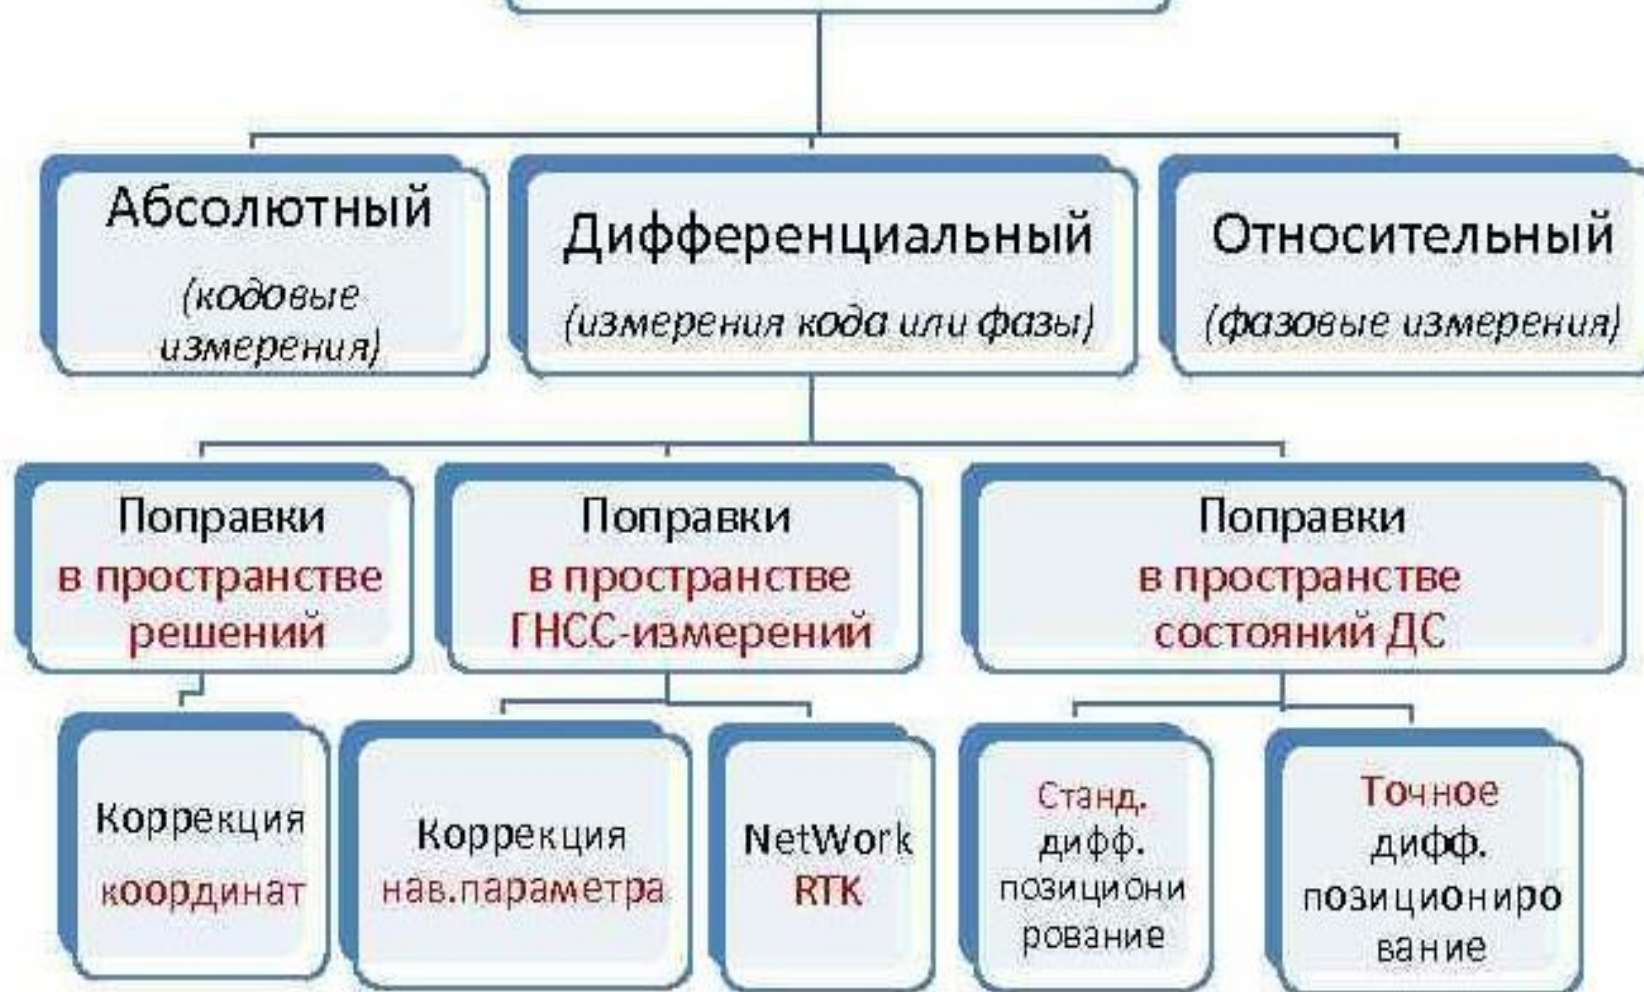 Абсолютный
(кодовые
измерения)
Дифференциальный
(измерения кода или фазы)
Относительный
(фазовые измерения)
Поправки
в пространстве
решений
Поправки
в пространстве
ГНСС-измерений
Поправки
в пространстве
состояний ДС
Коррекция
координат
Коррекция
нав.параметра
NetWork
RTK
Станд.
дифф.
позициони
рование
Точное
дифф.
позициониро
вание